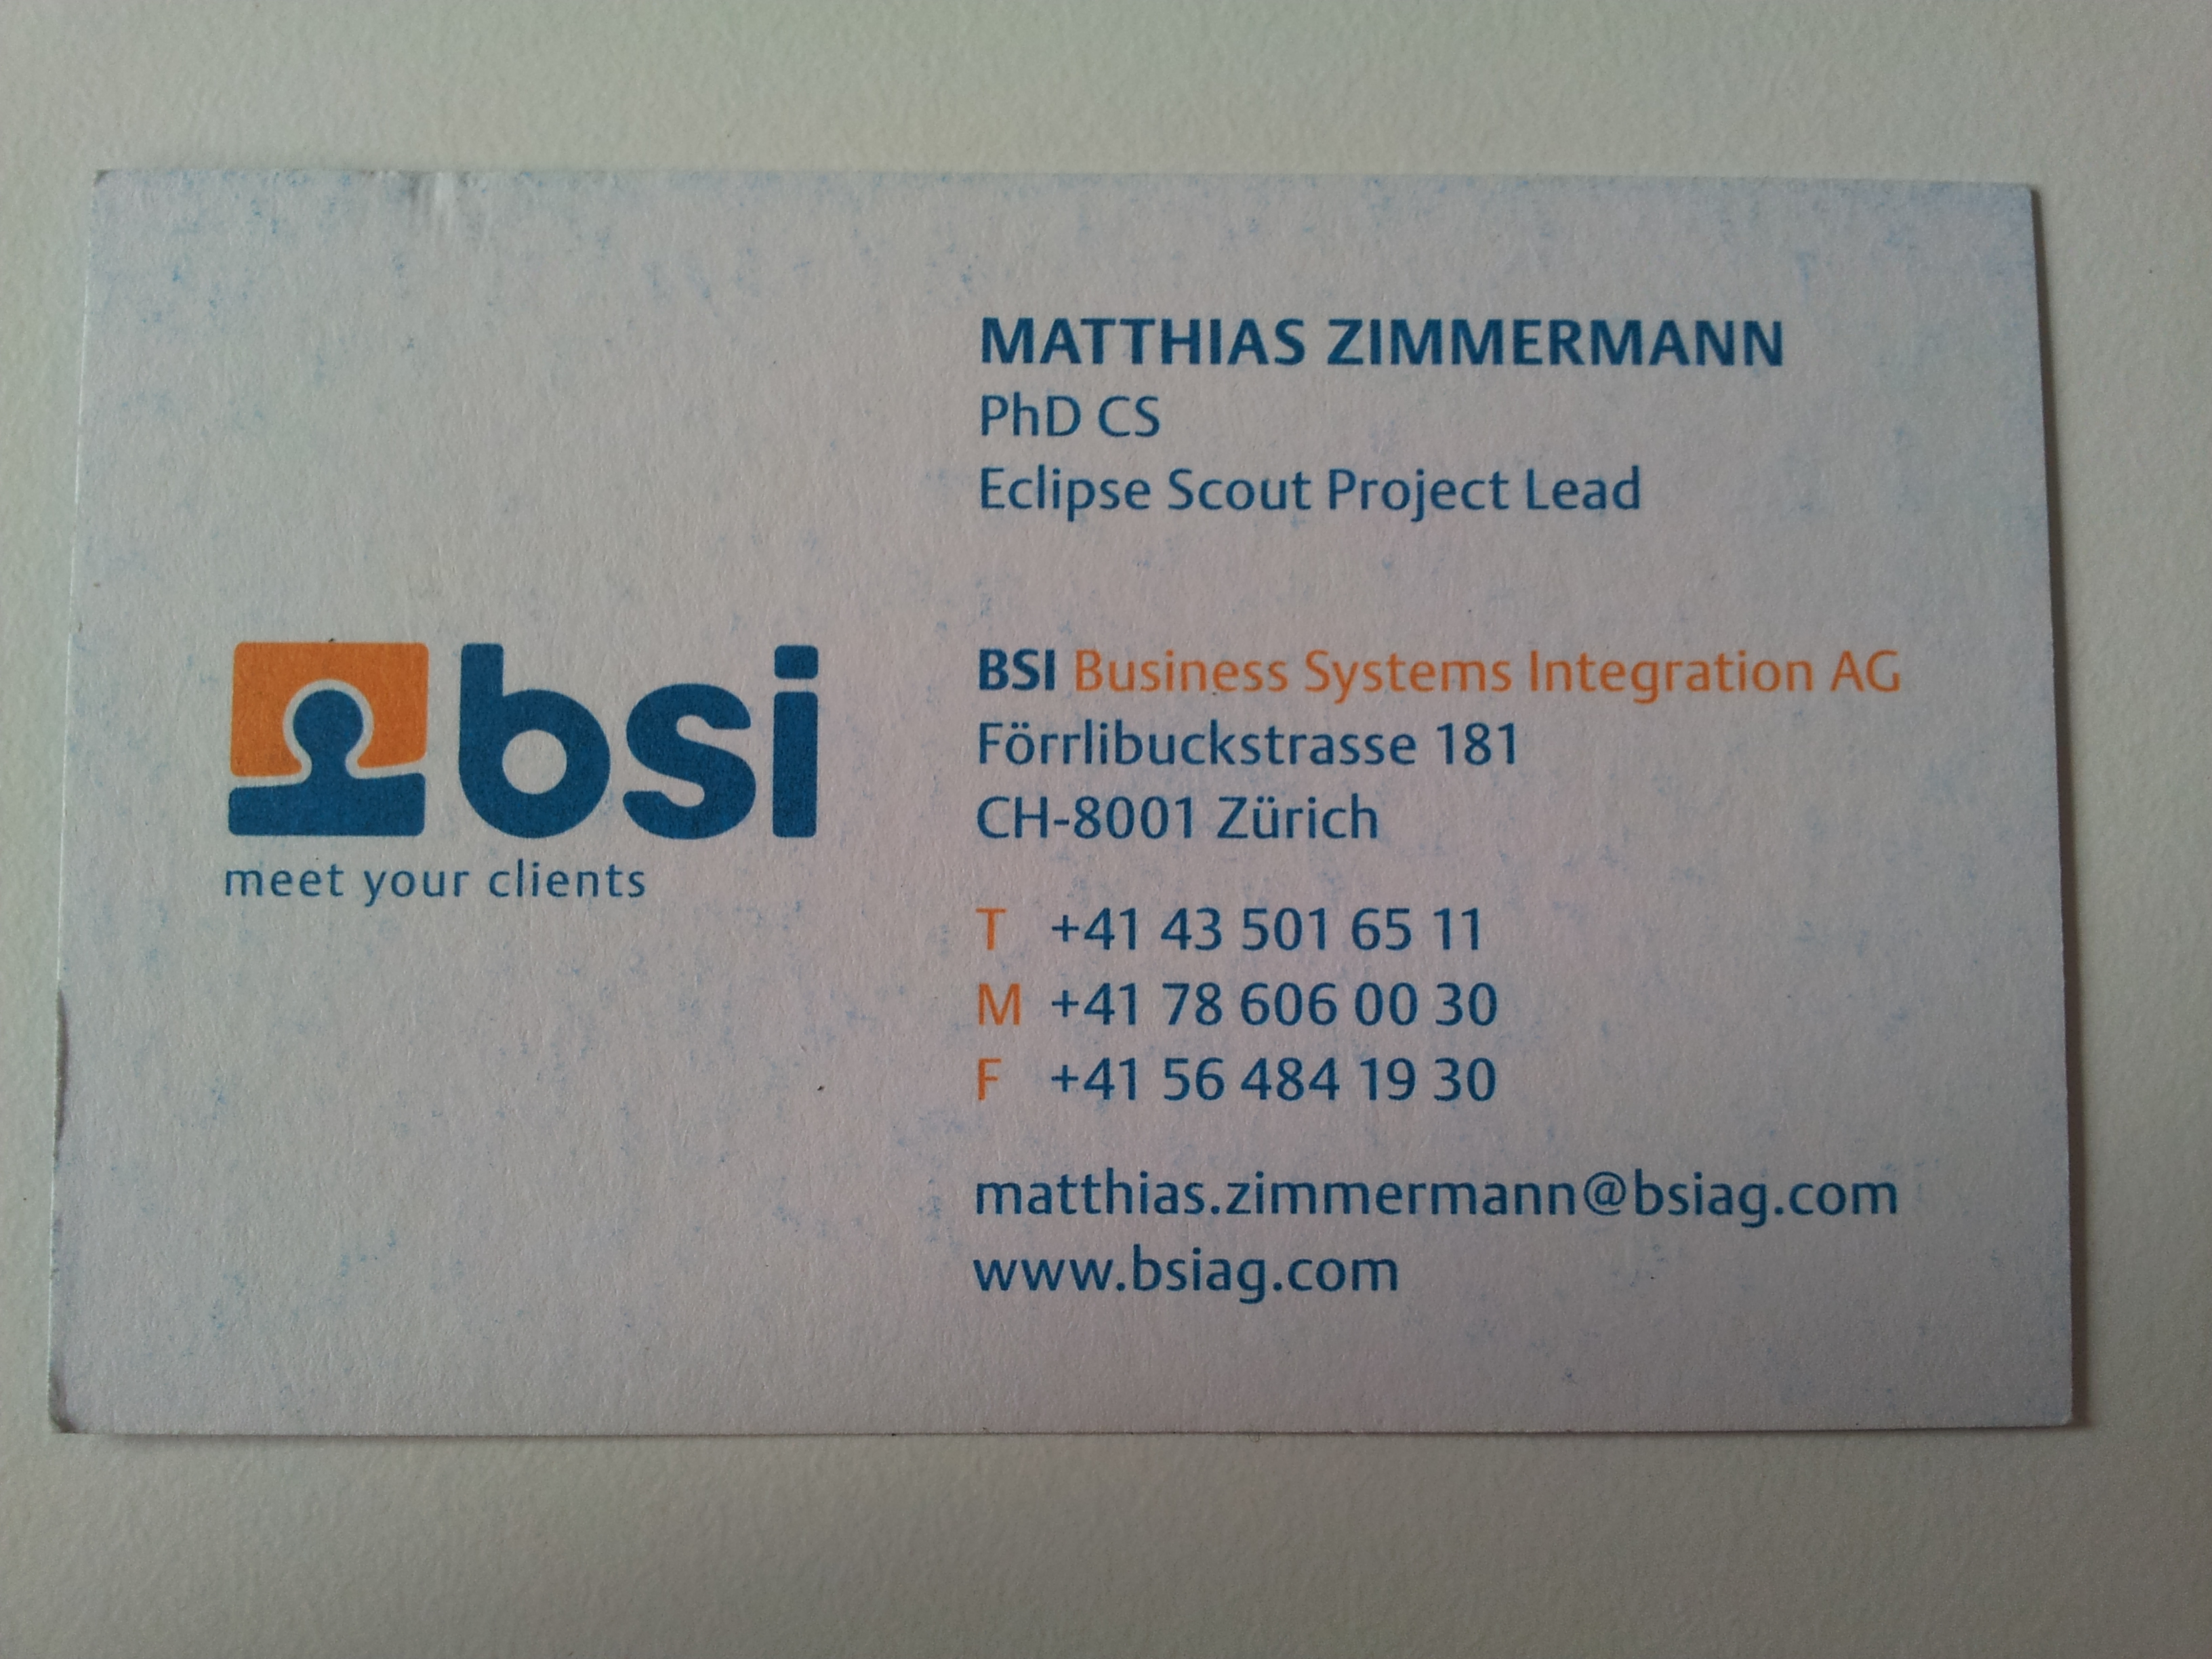 bsi
meet your clients
MATTHIAS ZIMMERMANN
PhD CS
Eclipse Scout Project Lead
BSI Business Systems Integration AG
Förrlibuckstrasse 181
CH-8001 Zürich
T +41 43 501 65 11
M +41 78 606 00 30
F +41 56 484 19 30
matthias.zimmermann@bsiag.com
www.bsiag.com